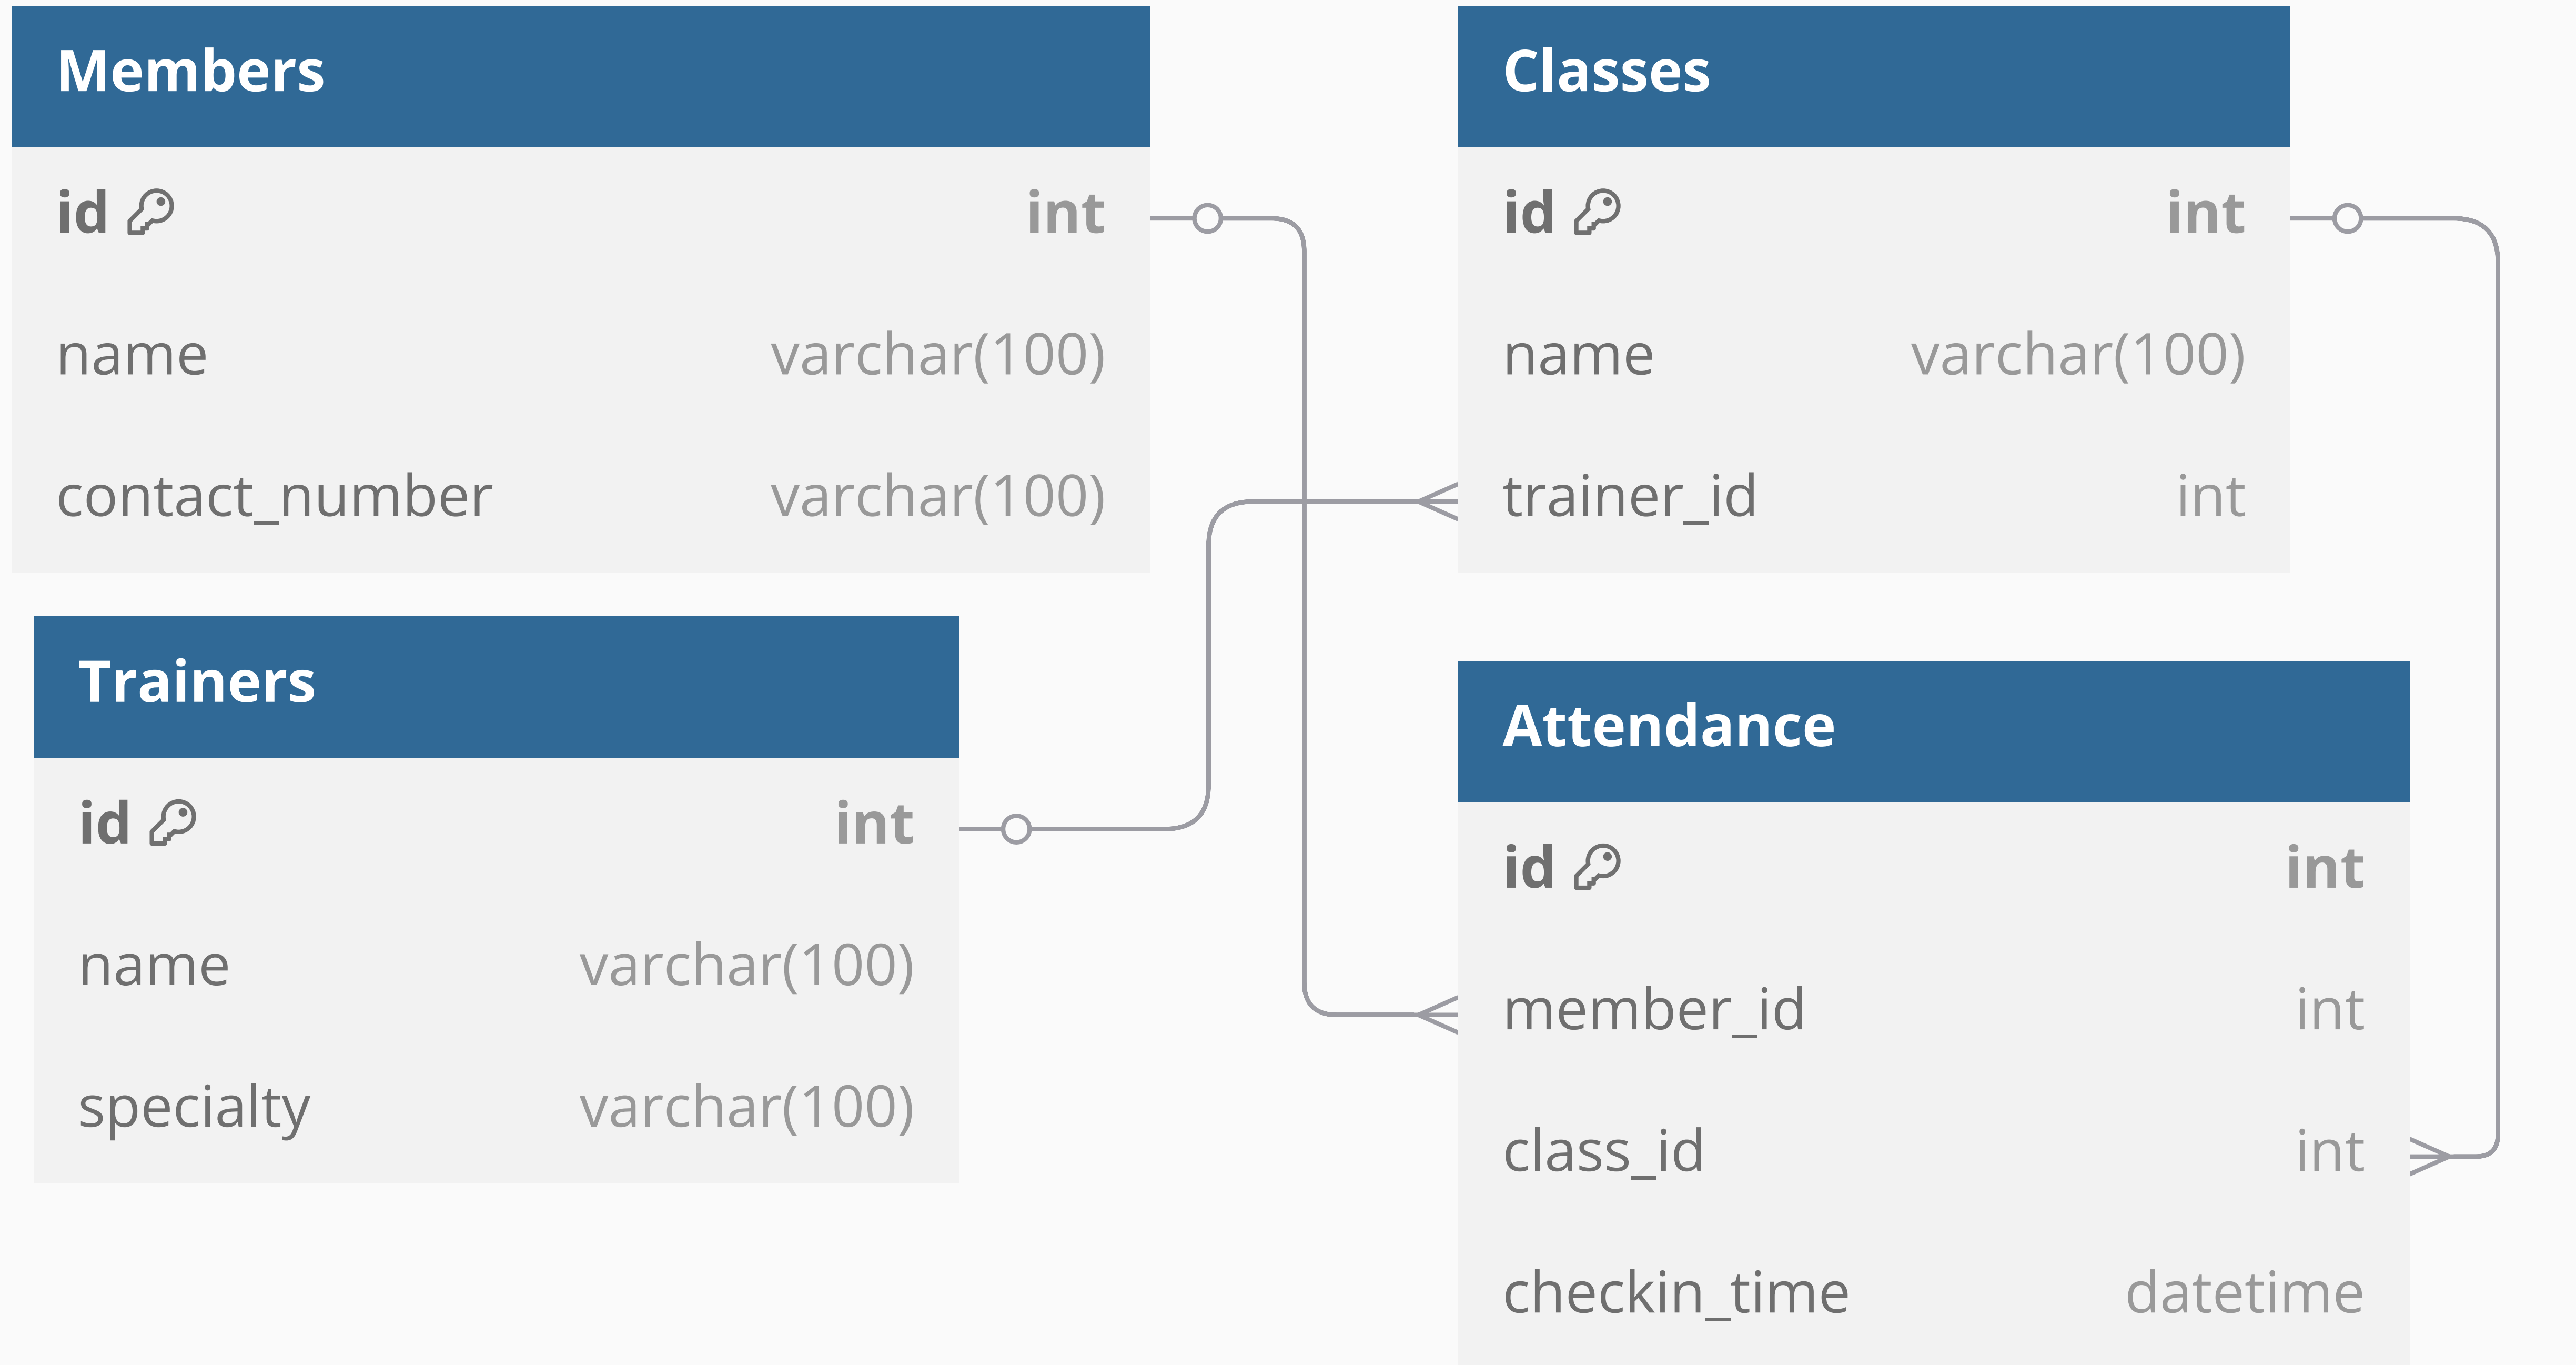 Members
id int
name varchar(100)
contact_number varchar(100)
Classes
id int
name varchar(100)
trainer_id int
Trainers
id int
name varchar(100)
specialty varchar(100)
Attendance
id int
member_id int
class_id int
checkin_time datetime